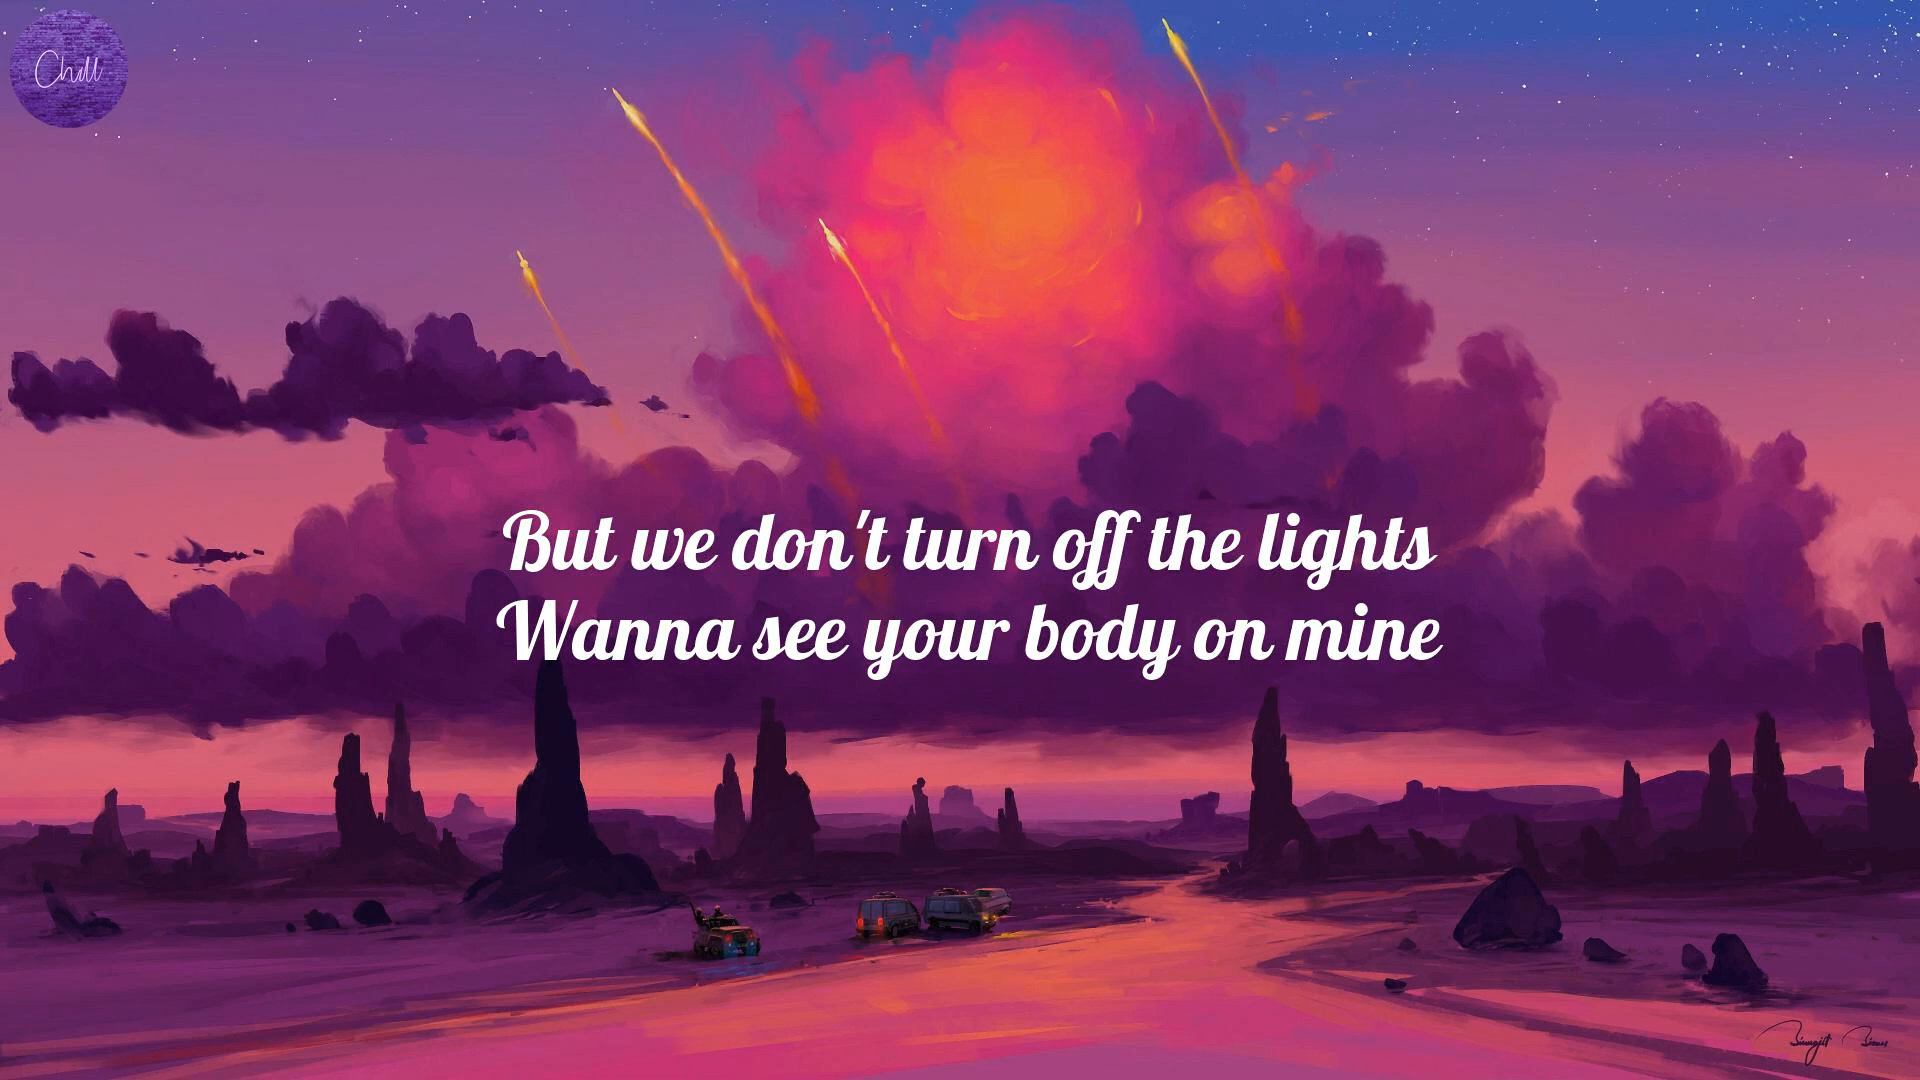 Chill
But we don't turn off the lights
Wanna see your body on mine